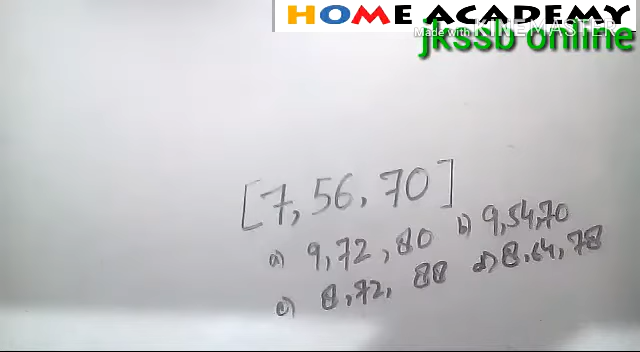 HOME ACADEMY
Made with KINEMASTER
jkssb online
[7, 56, 70]
a) 9, 72, 80 b) 9, 54, 70
c) 8, 72, 88 d) 8, 64, 78